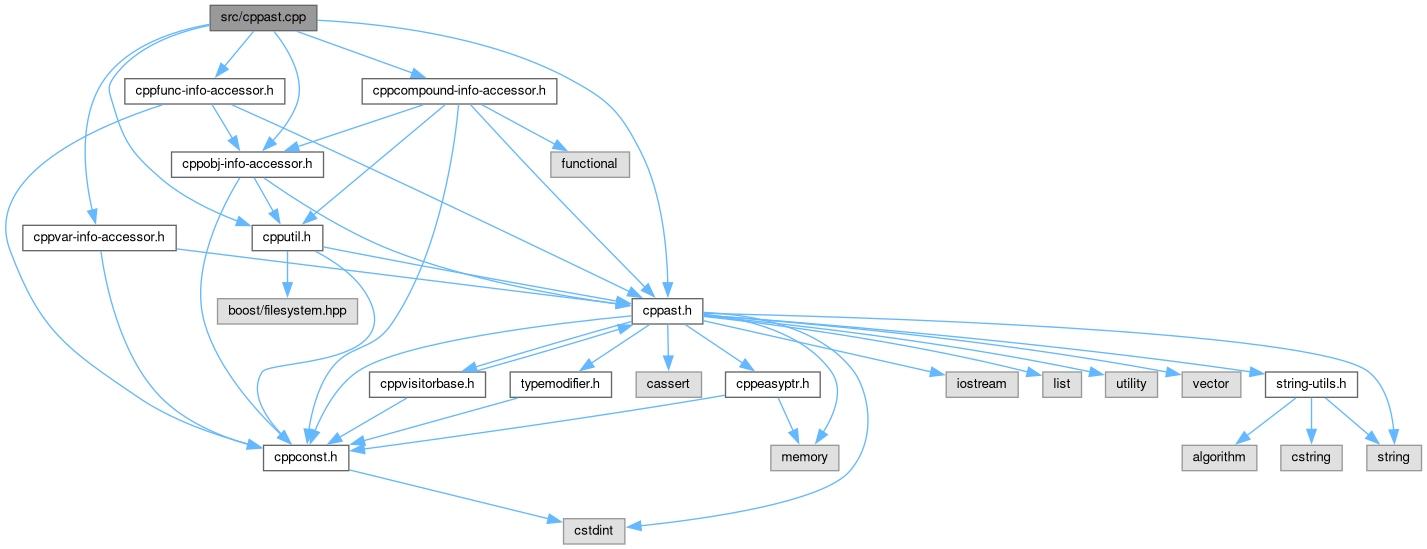 src/cppast.cpp
cppfunc-info-accessor.h
cppcompound-info-accessor.h
cppobj-info-accessor.h
functional
cppvar-info-accessor.h
cpputil.h
boost/filesystem.hpp
cppast.h
cppvisitorbase.h
typemodifier.h
cassert
cppeasyptr.h
iostream
list
utility
vector
string-utils.h
cppconst.h
memory
algorithm
cstring
string
cstdint